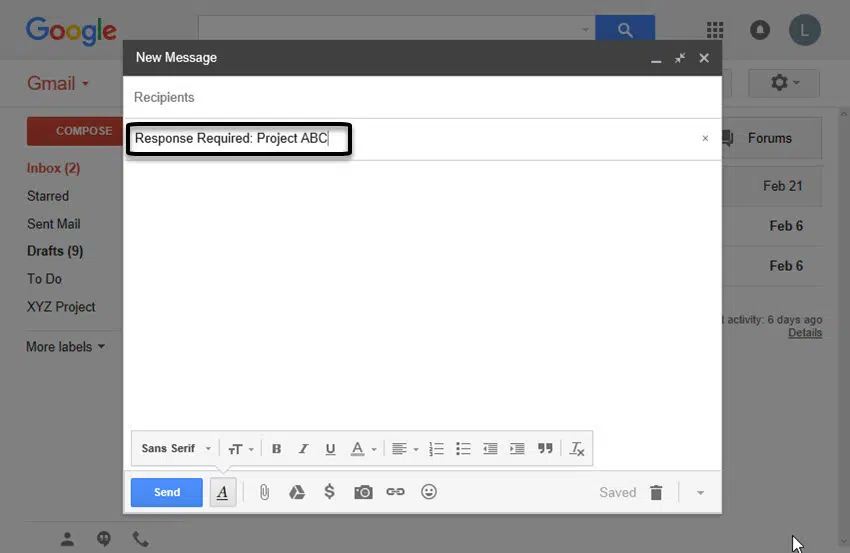 Google
L
New Message
Gmail
Recipients
COMPOSE
Response Required: Project ABC
×
Forums
Inbox (2)
Starred
Feb 21
Sent Mail
Feb 6
Drafts (9)
Feb 6
To Do
XYZ Project
activity: 6 days ago
Details
More labels
Sans Serif
B I U A
Send
A
$
Saved